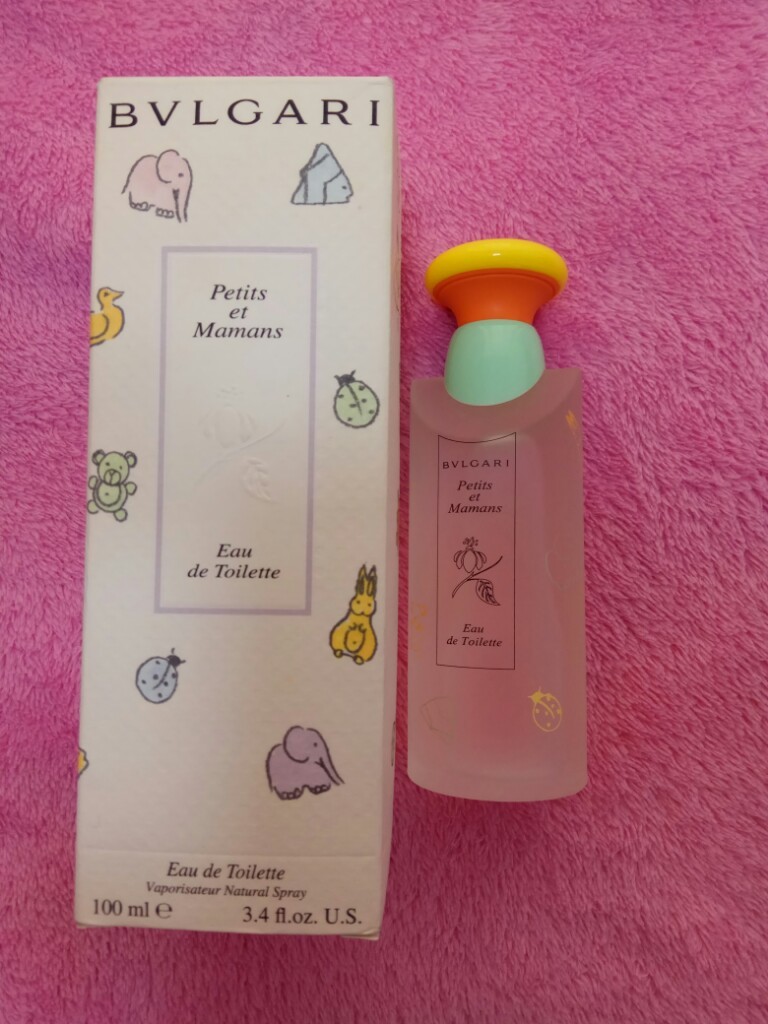 BVLGARI
Petits
et
Mamans
Eau
de Toilette
Eau de Toilette
Vaporisateur Natural Spray
100 ml ℮
3.4 fl.oz. U.S.
BVLGARI
Petits
et
Mamans
Eau
de Toilette